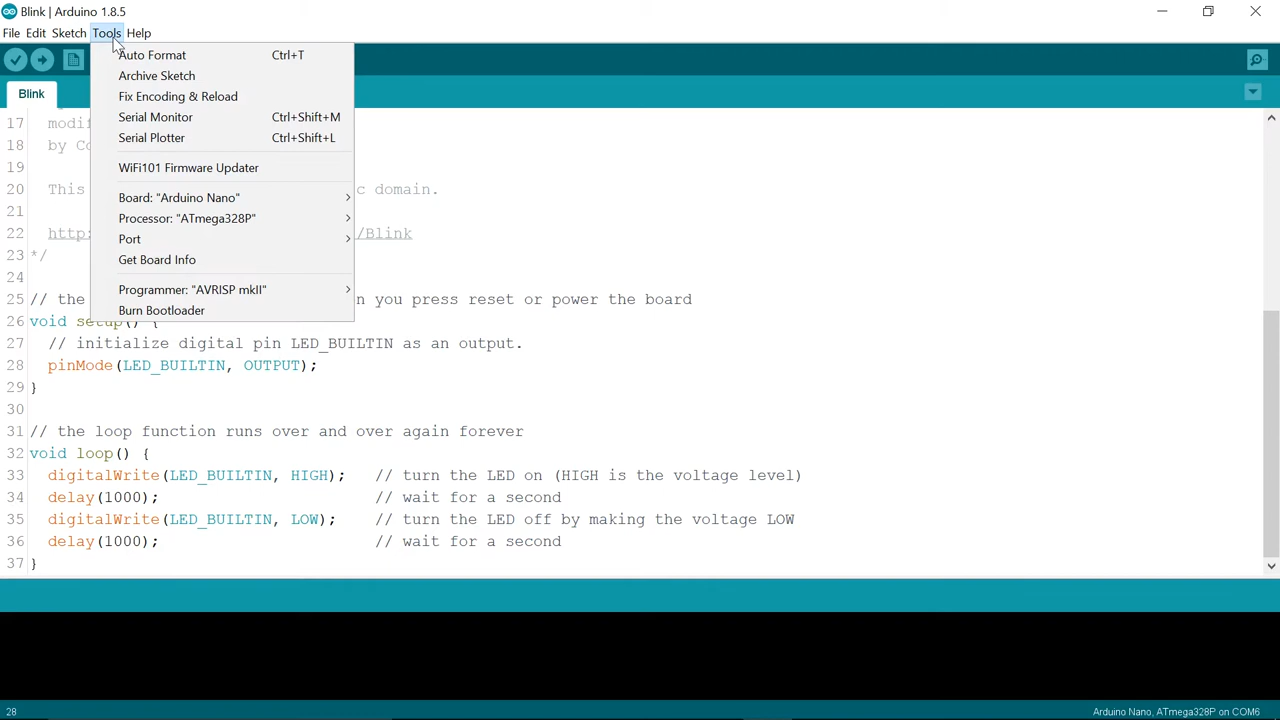 Blink | Arduino 1.8.5
File Edit Sketch Tools Help
Auto Format Ctrl+T
Archive Sketch
Fix Encoding & Reload
Serial Monitor Ctrl+Shift+M
Serial Plotter Ctrl+Shift+L
WiFi101 Firmware Updater
Board: "Arduino Nano"
Processor: "ATmega328P"
Port
Get Board Info
Programmer: "AVRISP mkII"
Burn Bootloader
Blink
17 modif
18 by Co
19
20 This c domain.
21
22 http: /Blink
23 */
24
25 // the n you press reset or power the board
26 void setup() {
27 // initialize digital pin LED_BUILTIN as an output.
28 pinMode(LED_BUILTIN, OUTPUT);
29 }
30
31 // the loop function runs over and over again forever
32 void loop() {
33 digitalWrite(LED_BUILTIN, HIGH); // turn the LED on (HIGH is the voltage level)
34 delay(1000); // wait for a second
35 digitalWrite(LED_BUILTIN, LOW); // turn the LED off by making the voltage LOW
36 delay(1000); // wait for a second
37 }
28 Arduino Nano, ATmega328P on COM6